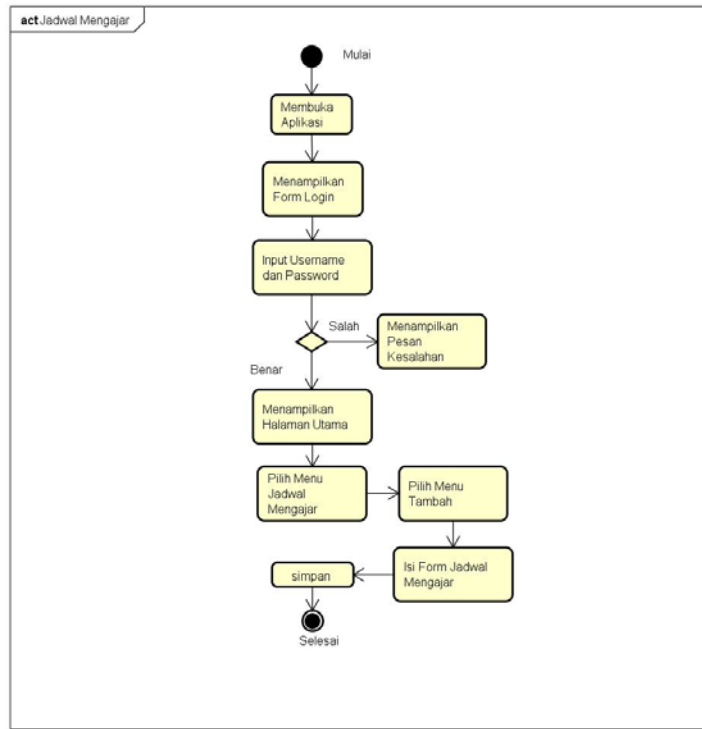 act Jadwal Mengajar
Mulai
Membuka
Aplikasi
Menampilkan
Form Login
Input Username
dan Password
Salah
Menampilkan
Pesan
Kesalahan
Benar
Menampilkan
Halaman Utama
Pilih Menu
Jadwal
Mengajar
Pilih Menu
Tambah
Isi Form Jadwal
Mengajar
simpan
Selesai